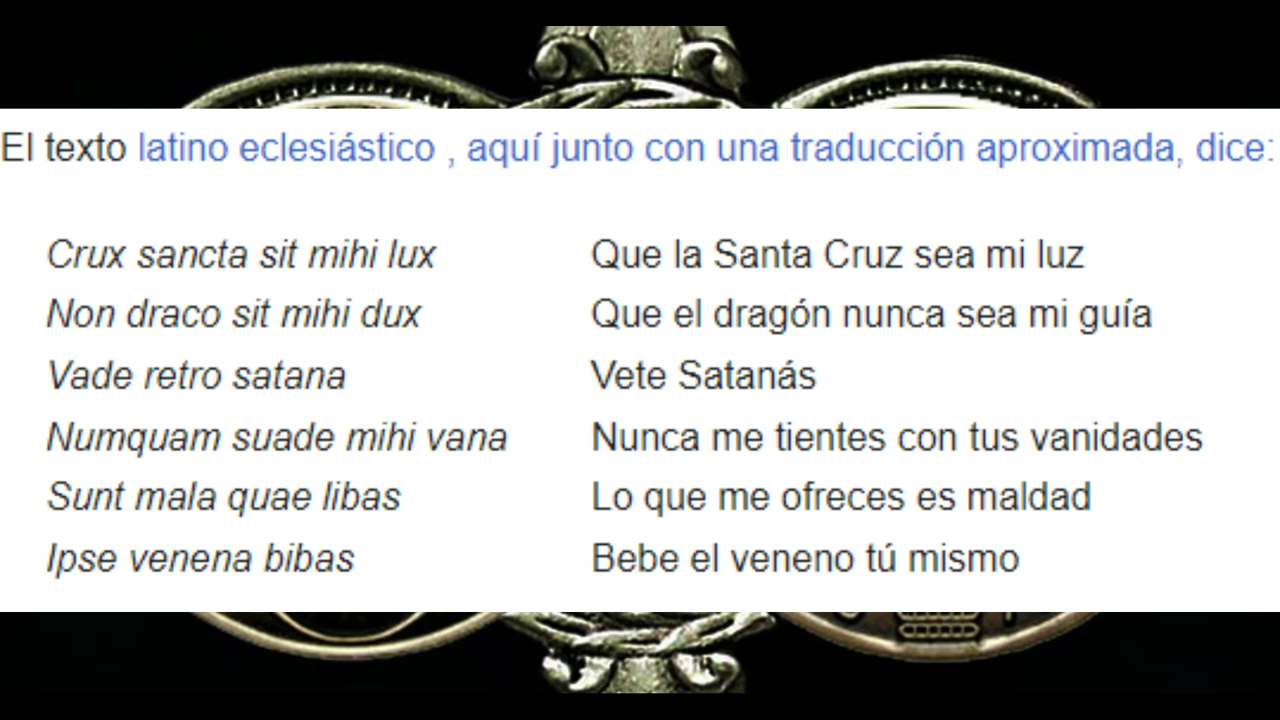 El texto latino eclesiástico , aquí junto con una traducción aproximada, dice:
Crux sancta sit mihi lux Que la Santa Cruz sea mi luz
Non draco sit mihi dux Que el dragón nunca sea mi guía
Vade retro satana Vete Satanás
Numquam suade mihi vana Nunca me tientes con tus vanidades
Sunt mala quae libas Lo que me ofreces es maldad
Ipse venena bibas Bebe el veneno tú mismo